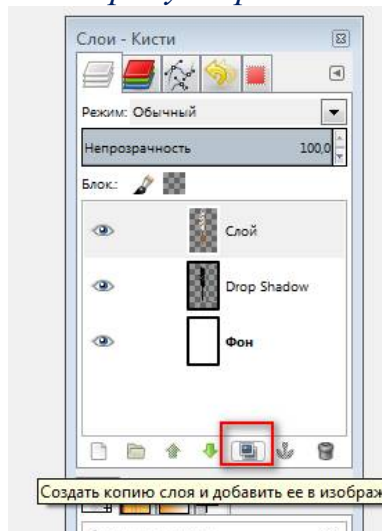 Слои - Кисти
Режим: Обычный
Непрозрачность 100,0
Блок.:
Слой
Drop Shadow
Фон
Создать копию слоя и добавить ее в изображ